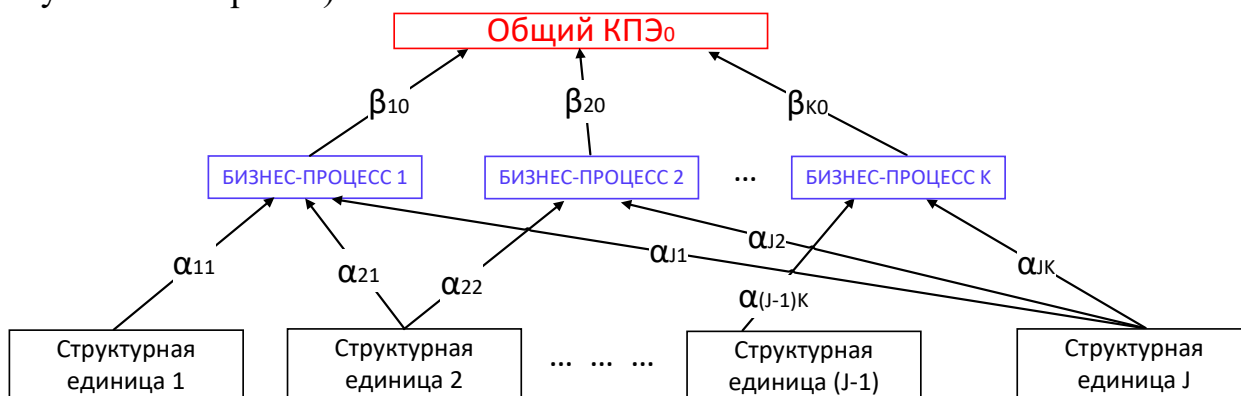 Общий КПЭ0
β10
β20
βK0
БИЗНЕС-ПРОЦЕСС 1
БИЗНЕС-ПРОЦЕСС 2
...
БИЗНЕС-ПРОЦЕСС K
α11
α21
α22
αJ1
α(J-1)K
αJ2
αJK
Структурная
единица 1
Структурная
единица 2
... ... ...
Структурная
единица (J-1)
Структурная
единица J